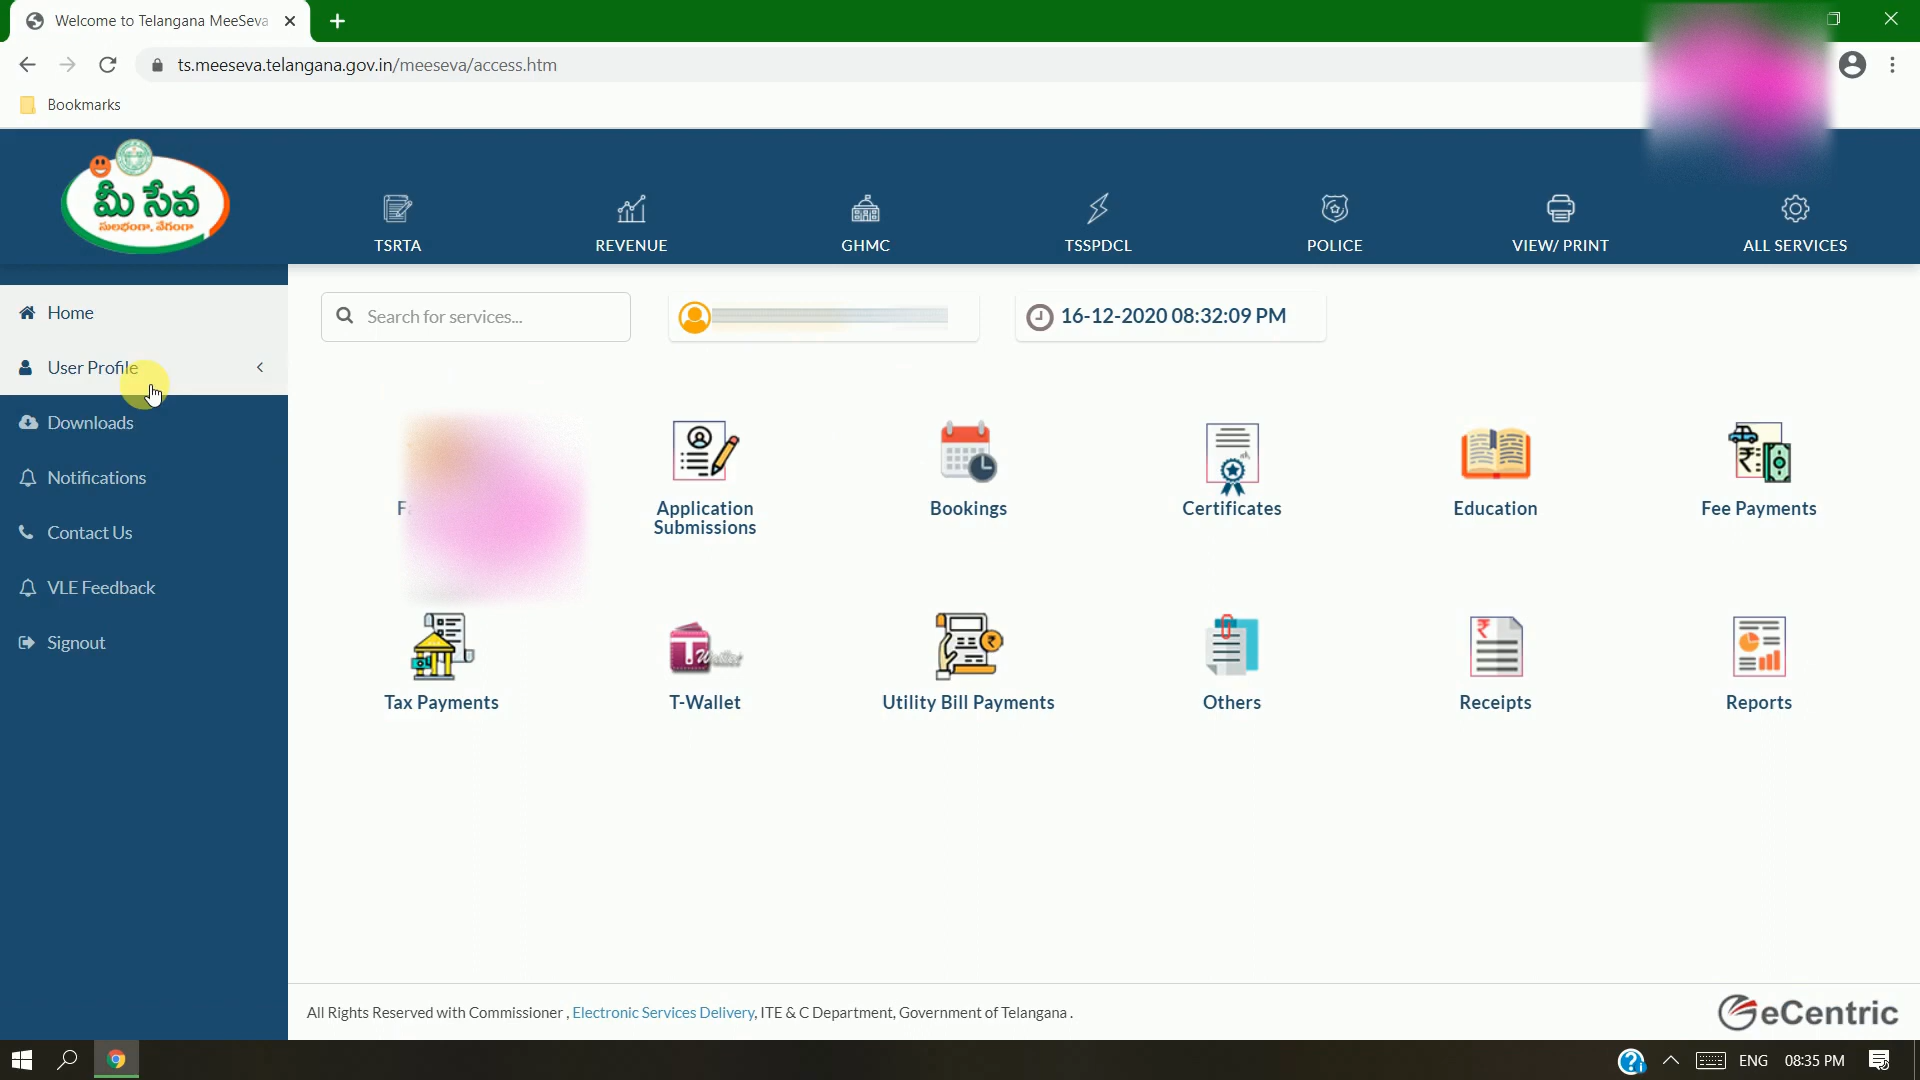 Welcome to Telangana MeeSeva
ts.meeseva.telangana.gov.in/meeseva/access.htm
Bookmarks
మీ సేవ
సులభంగా, వేగంగా
TSRTA
REVENUE
GHMC
TSSPDCL
POLICE
VIEW/ PRINT
ALL SERVICES
Home
User Profile
Downloads
Notifications
Contact Us
VLE Feedback
Signout
Search for services...
16-12-2020 08:32:09 PM
Application
Submissions
Bookings
Certificates
Education
Fee Payments
Tax Payments
T-Wallet
Utility Bill Payments
Others
Receipts
Reports
All Rights Reserved with Commissioner , Electronic Services Delivery, ITE & C Department, Government of Telangana .
eCentric
ENG
08:35 PM